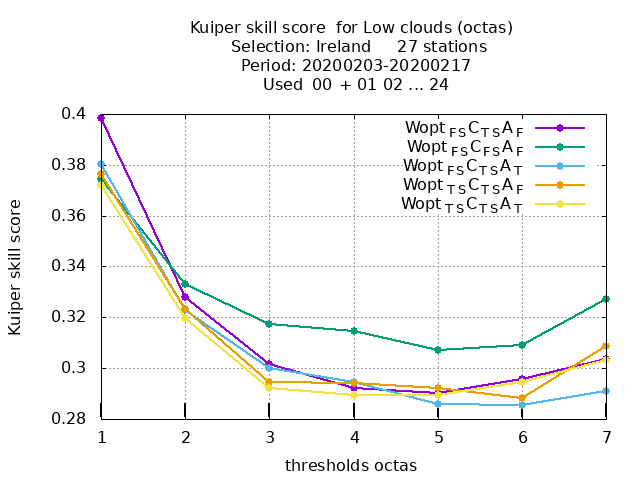 Kuiper skill score  for Low clouds (octas)
Selection: Ireland     27 stations
Period: 20200203-20200217
Used  00 + 01 02 ... 24
Wopt FS C TS A F
Wopt FS C FS A F
Wopt FS C TS A T
Wopt TS C TS A F
Wopt TS C TS A T
Kuiper skill score
0.4
0.38
0.36
0.34
0.32
0.3
0.28
1 2 3 4 5 6 7
thresholds octas